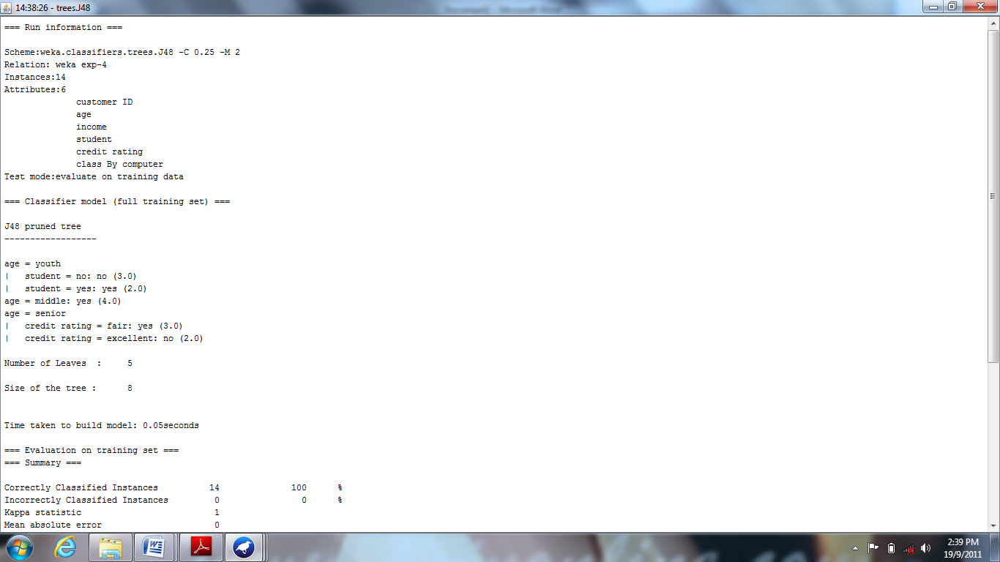 14:38:26 - trees.J48
=== Run information ===
Scheme:weka.classifiers.trees.J48 -C 0.25 -M 2
Relation: weka exp-4
Instances:14
Attributes:6
customer ID
age
income
student
credit rating
class By computer
Test mode:evaluate on training data
=== Classifier model (full training set) ===
J48 pruned tree
------------------
age = youth
|   student = no: no (3.0)
|   student = yes: yes (2.0)
age = middle: yes (4.0)
age = senior
|   credit rating = fair: yes (3.0)
|   credit rating = excellent: no (2.0)
Number of Leaves  :     5
Size of the tree :      8
Time taken to build model: 0.05seconds
=== Evaluation on training set ===
=== Summary ===
Correctly Classified Instances          14              100      %
Incorrectly Classified Instances         0                0      %
Kappa statistic                          1
Mean absolute error                      0
2:39 PM
19/9/2011